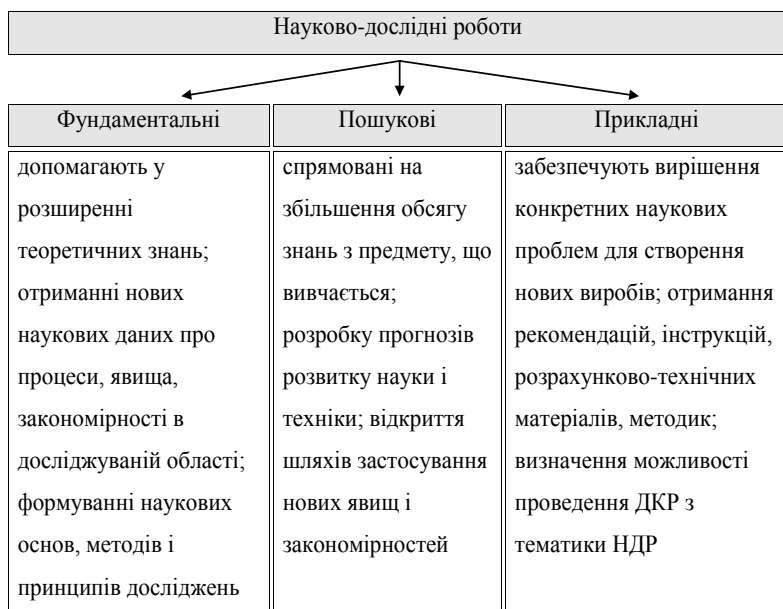 Науково-дослідні роботи
Фундаментальні
допомагають у
розширенні
теоретичних знань;
отриманні нових
наукових даних про
процеси, явища,
закономірності в
досліджуваній області;
формуванні наукових
основ, методів і
принципів досліджень
Пошукові
спрямовані на
збільшення обсягу
знань з предмету, що
вивчається;
розробку прогнозів
розвитку науки і
техніки; відкриття
шляхів застосування
нових явищ і
закономірностей
Прикладні
забезпечують вирішення
конкретних наукових
проблем для створення
нових виробів; отримання
рекомендацій, інструкцій,
розрахунково-технічних
матеріалів, методик;
визначення можливості
проведення ДКР з
тематики НДР